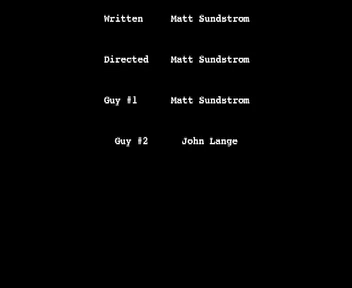 Written Matt Sundstrom
Directed Matt Sundstrom
Guy #1 Matt Sundstrom
Guy #2 John Lange